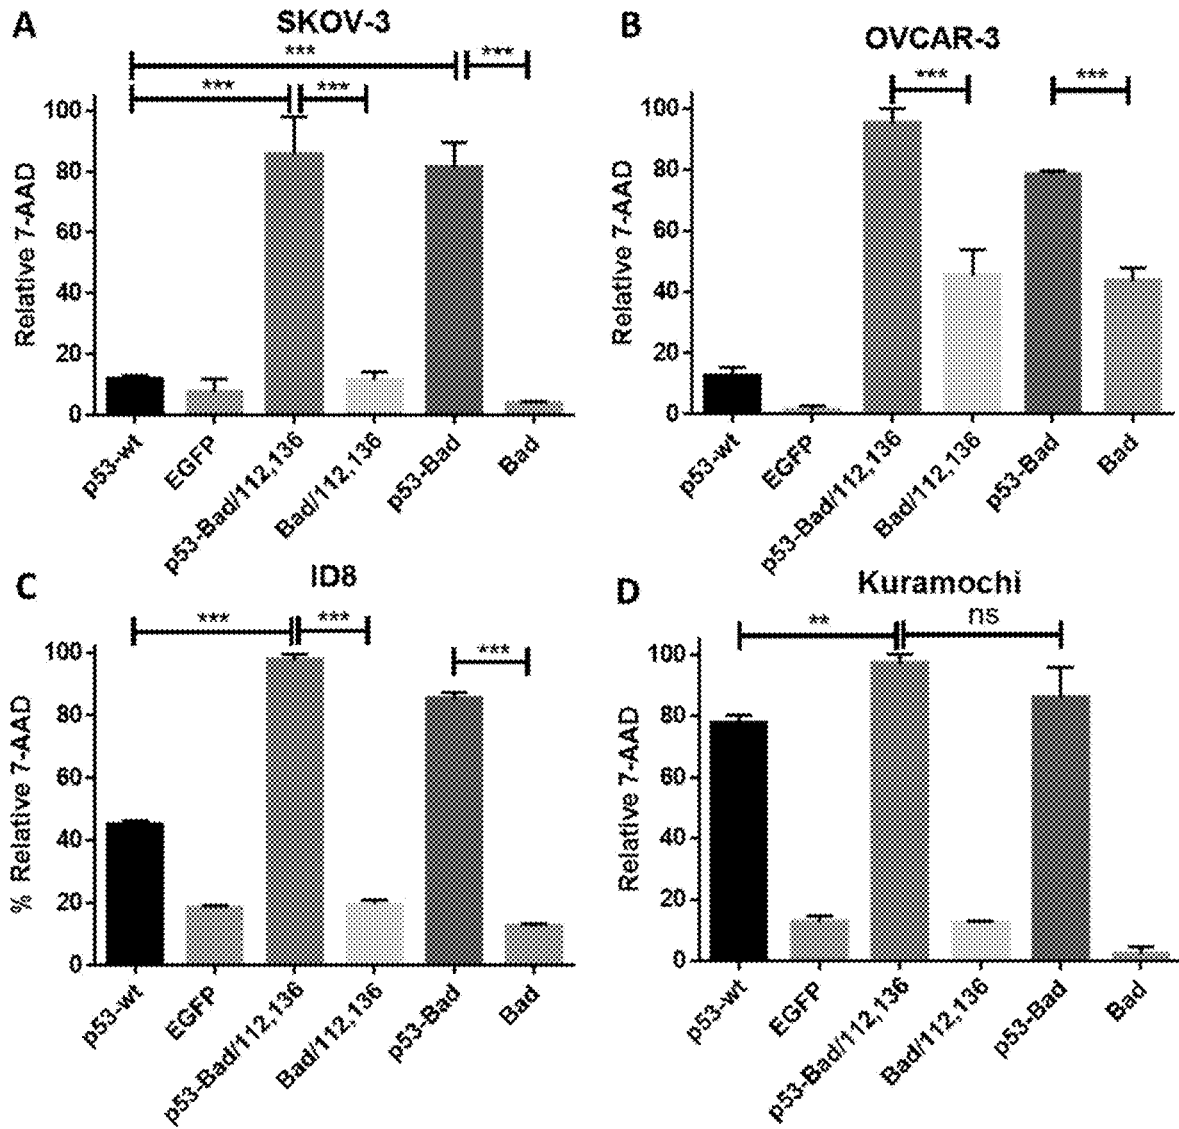 A
SKOV-3
***
***
***
***
Relative 7-AAD
100
80
60
40
20
0
p53-wt
EGFP
p53-Bad/112,136
Bad/112,136
p53-Bad
Bad
B
OVCAR-3
***
***
Relative 7-AAD
100
80
60
40
20
0
p53-wt
EGFP
p53-Bad/112,136
Bad/112,136
p53-Bad
Bad
C
ID8
***
***
***
% Relative 7-AAD
100
80
60
40
20
0
p53-wt
EGFP
p53-Bad/112,136
Bad/112,136
p53-Bad
Bad
D
Kuramochi
**
ns
Relative 7-AAD
100
80
60
40
20
0
p53-wt
EGFP
p53-Bad/112,136
Bad/112,136
p53-Bad
Bad